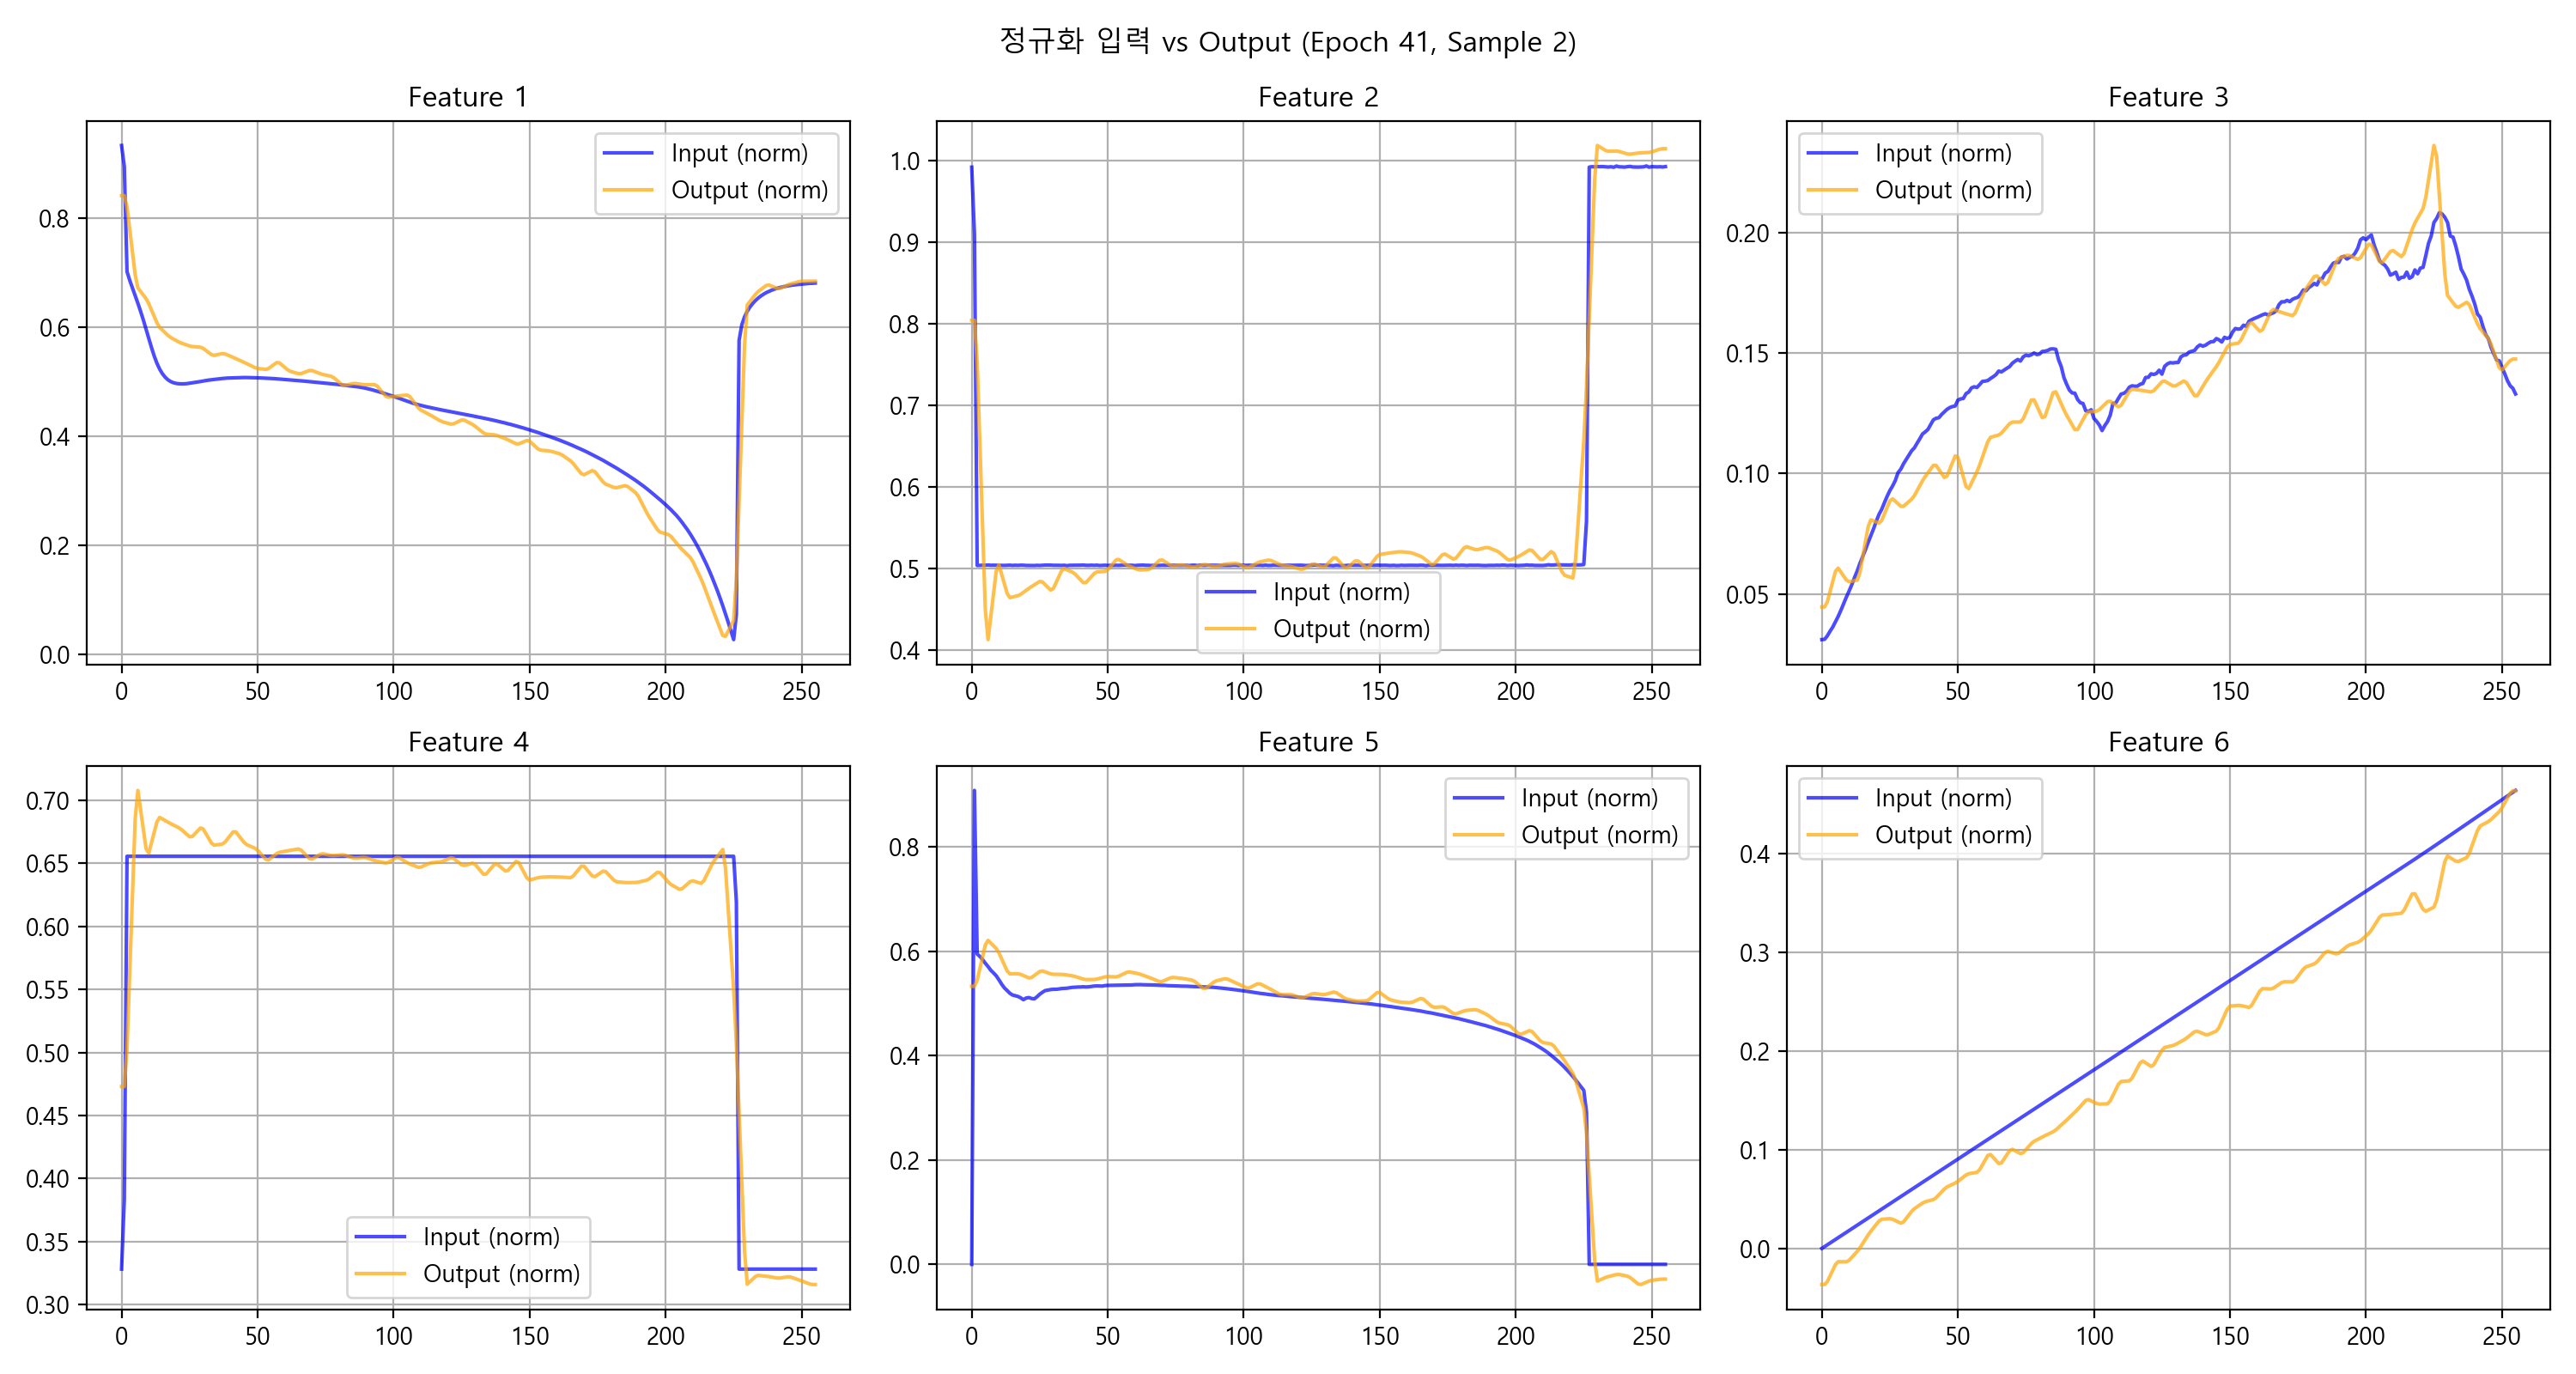 정규화 입력 vs Output (Epoch 41, Sample 2)
Feature 1
Input (norm)
Output (norm)
0.8
0.6
0.4
0.2
0.0
0 50 100 150 200 250
Feature 2
Input (norm)
Output (norm)
1.0
0.9
0.8
0.7
0.6
0.5
0.4
0 50 100 150 200 250
Feature 3
Input (norm)
Output (norm)
0.20
0.15
0.10
0.05
0 50 100 150 200 250
Feature 4
Input (norm)
Output (norm)
0.70
0.65
0.60
0.55
0.50
0.45
0.40
0.35
0.30
0 50 100 150 200 250
Feature 5
Input (norm)
Output (norm)
0.8
0.6
0.4
0.2
0.0
0 50 100 150 200 250
Feature 6
Input (norm)
Output (norm)
0.4
0.3
0.2
0.1
0.0
0 50 100 150 200 250